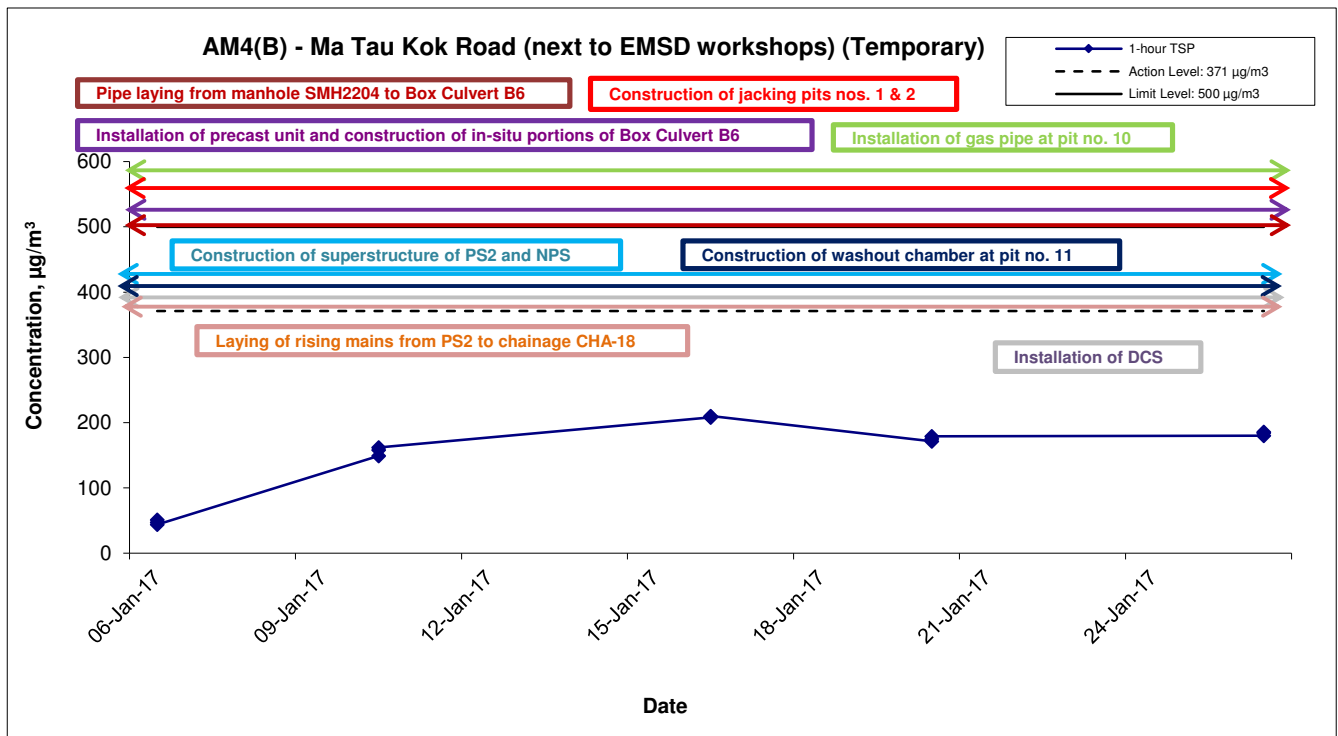 AM4(B) - Ma Tau Kok Road (next to EMSD workshops) (Temporary)
1-hour TSP
Action Level: 371 µg/m3
Limit Level: 500 µg/m3
Pipe laying from manhole SMH2204 to Box Culvert B6
Construction of jacking pits nos. 1 & 2
Installation of precast unit and construction of in-situ portions of Box Culvert B6
Installation of gas pipe at pit no. 10
Construction of superstructure of PS2 and NPS
Construction of washout chamber at pit no. 11
Laying of rising mains from PS2 to chainage CHA-18
Installation of DCS
Concentration, µg/m³
600
500
400
300
200
100
0
06-Jan-17
09-Jan-17
12-Jan-17
15-Jan-17
18-Jan-17
21-Jan-17
24-Jan-17
Date